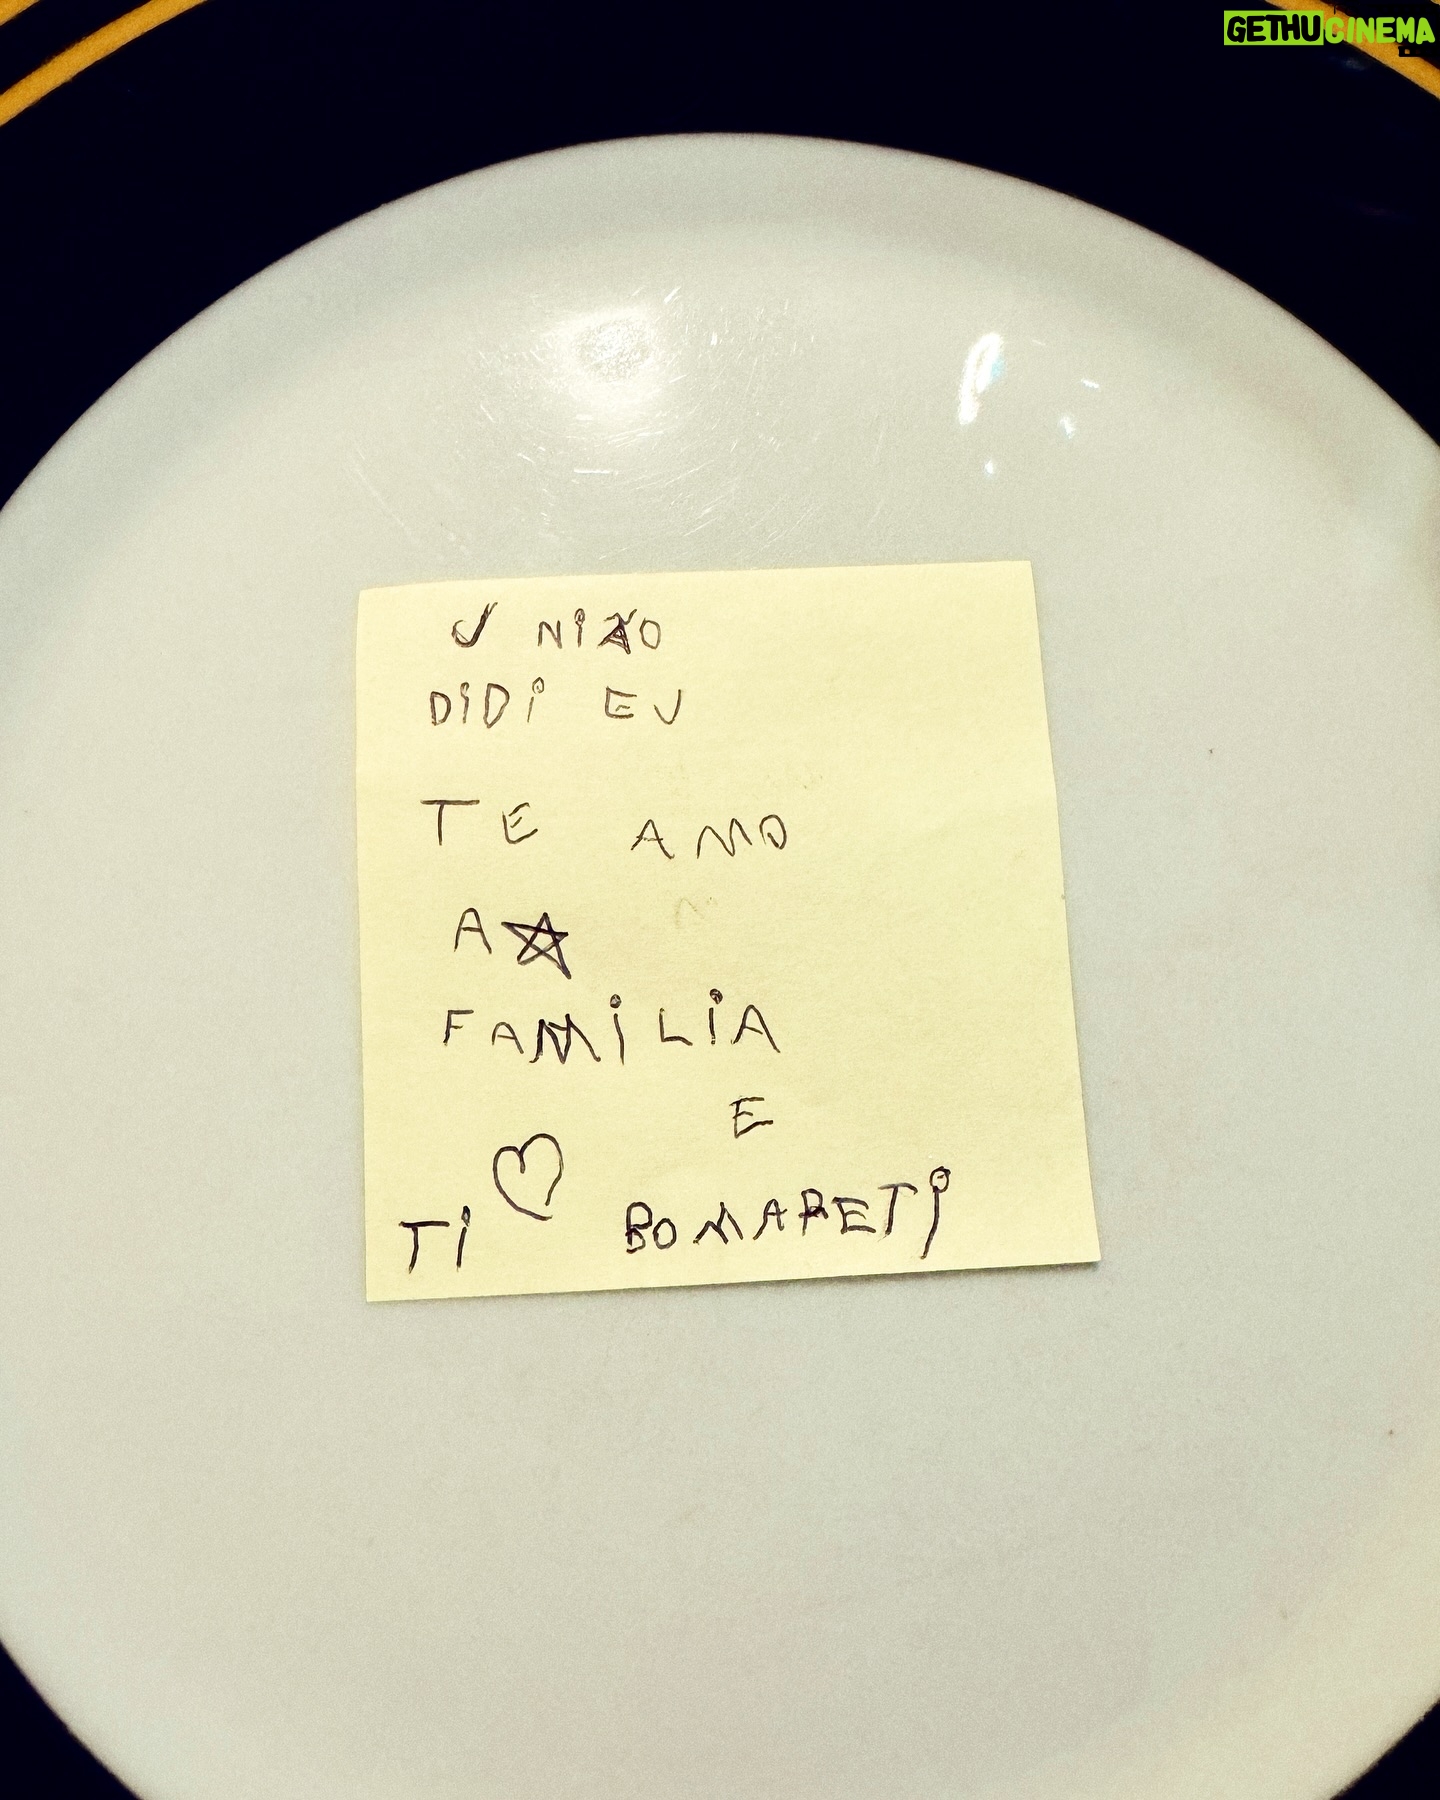 GETHUCINEMA
U NIÃO
DIDI EU
TE AMO
A
FAMILIA
E
TI BOMARETI